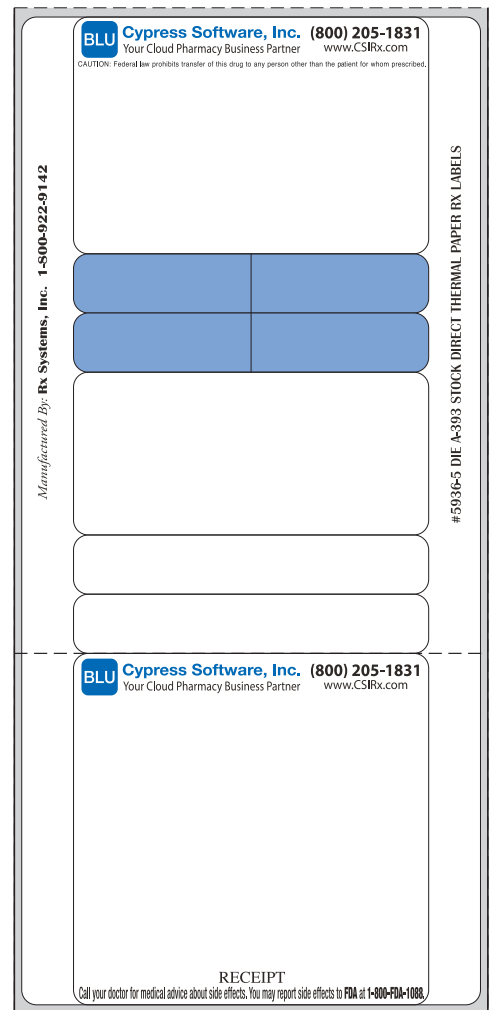 BLU
Cypress Software, Inc. (800) 205-1831
Your Cloud Pharmacy Business Partner www.CSIRx.com
CAUTION: Federal law prohibits transfer of this drug to any person other than the patient for whom prescribed.
Manufactured By: Rx Systems, Inc. 1-800-922-9142
#5936-5 DIE A-393 STOCK DIRECT THERMAL PAPER RX LABELS
BLU
Cypress Software, Inc. (800) 205-1831
Your Cloud Pharmacy Business Partner www.CSIRx.com
RECEIPT
Call your doctor for medical advice about side effects. You may report side effects to FDA at 1-800-FDA-1088.